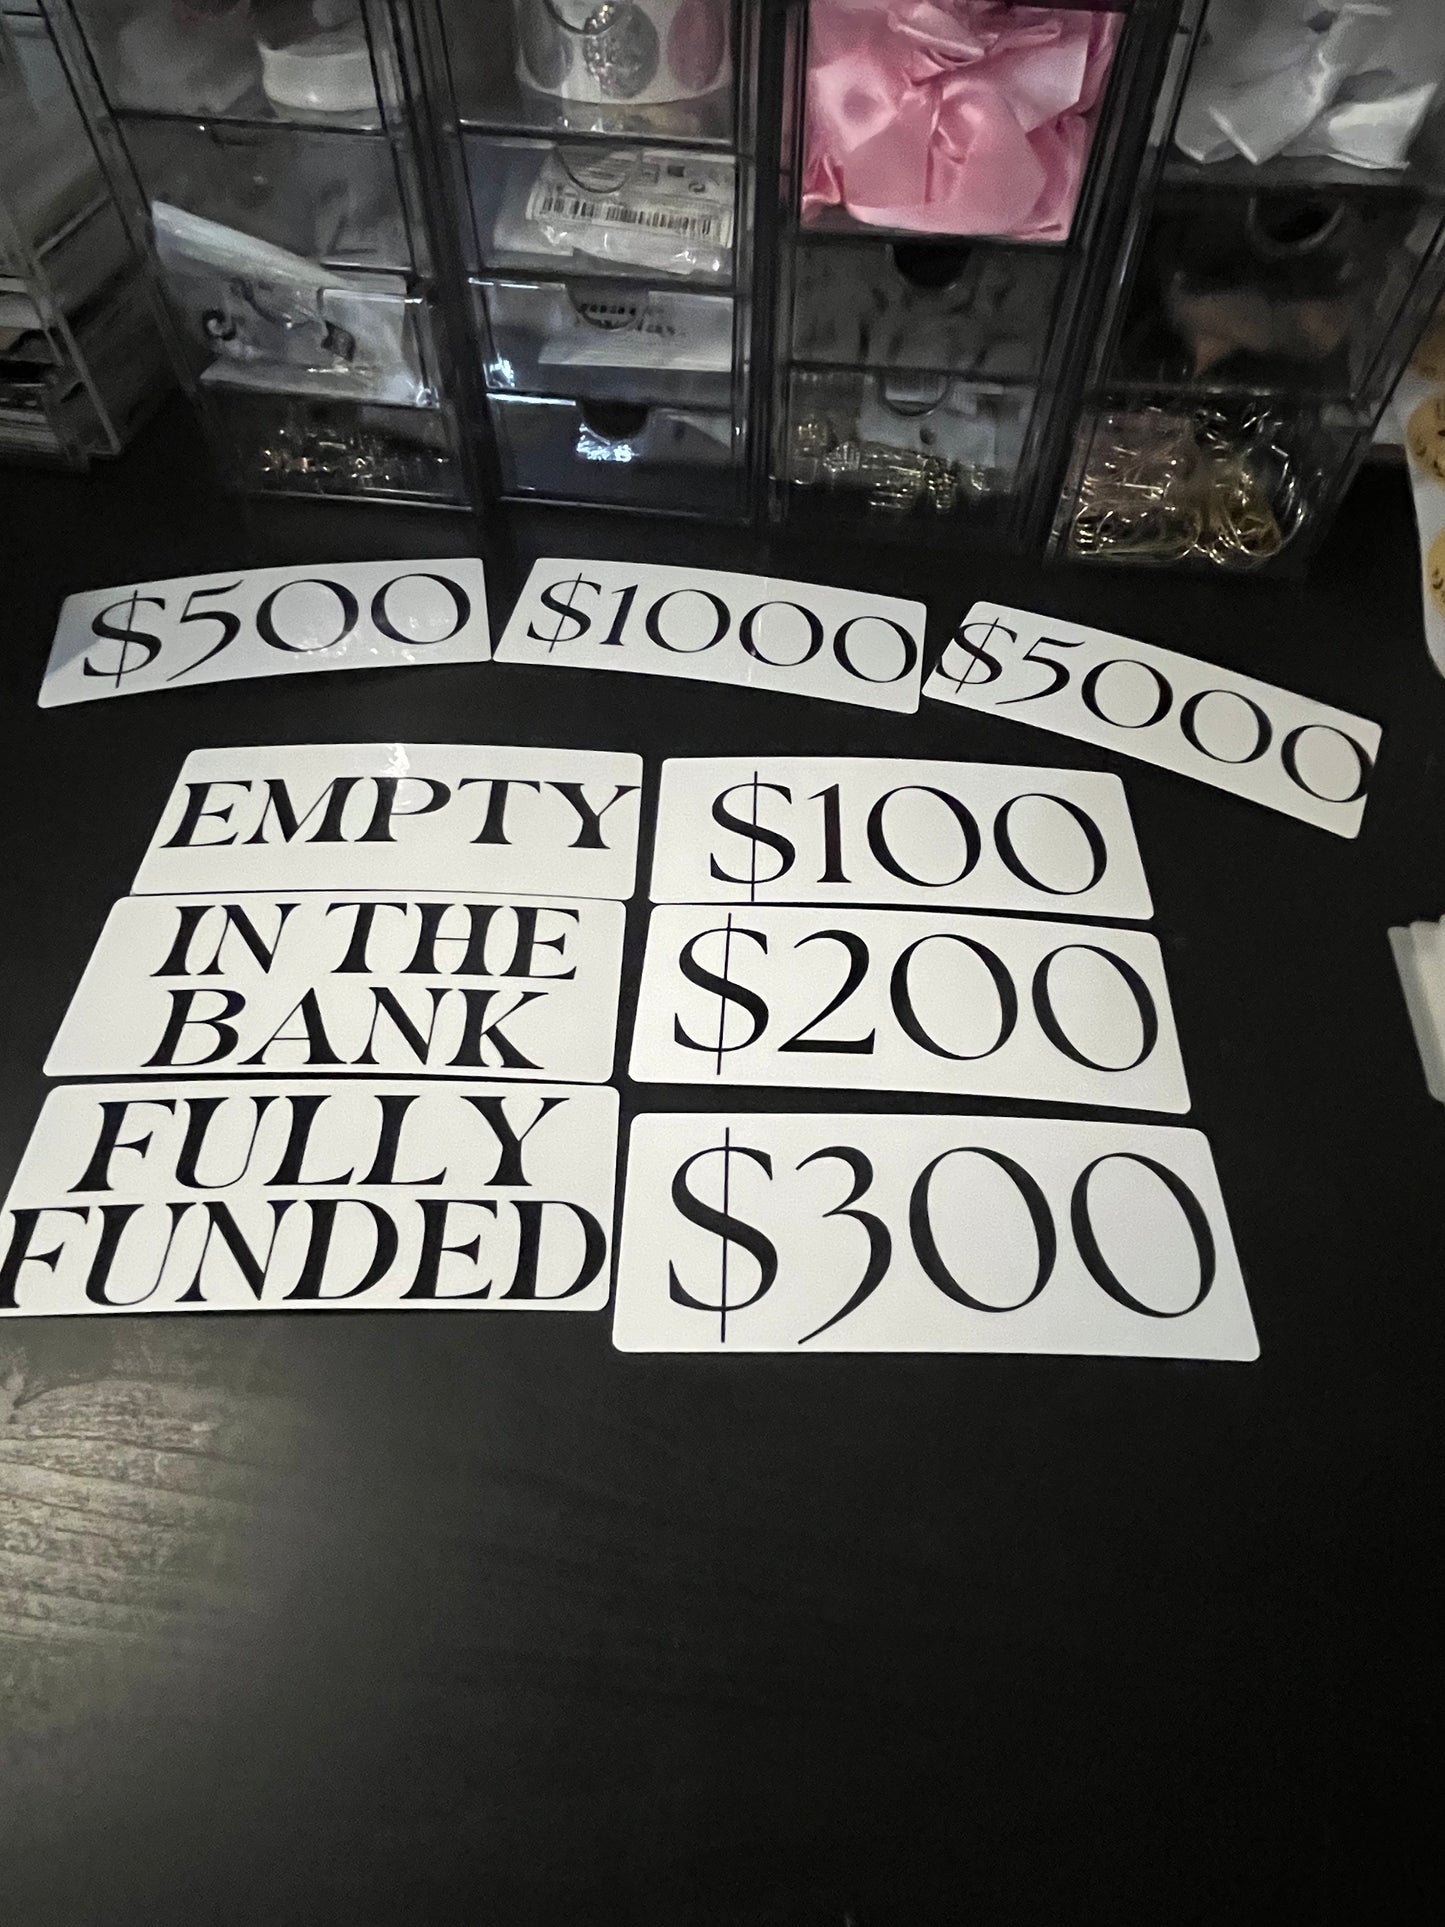 $500
$1000
$5000
EMPTY
$100
IN THE
BANK
$200
FULLY
FUNDED
$300